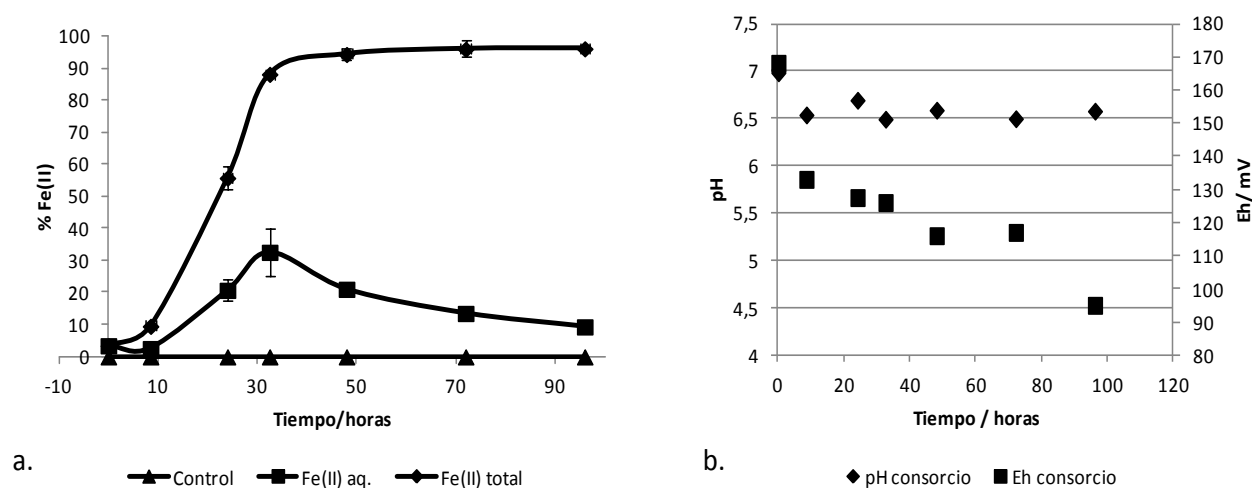 100
90
80
70
60
50
40
30
20
10
0
% Fe(II)
-10 10 30 50 70 90
Tiempo/horas
a.
Control Fe(II) aq. Fe(II) total
7,5
7
6,5
6
5,5
5
4,5
4
pH
180
170
160
150
140
130
120
110
100
90
80
Eh/ mV
0 20 40 60 80 100 120
Tiempo / horas
b.
pH consorcio Eh consorcio